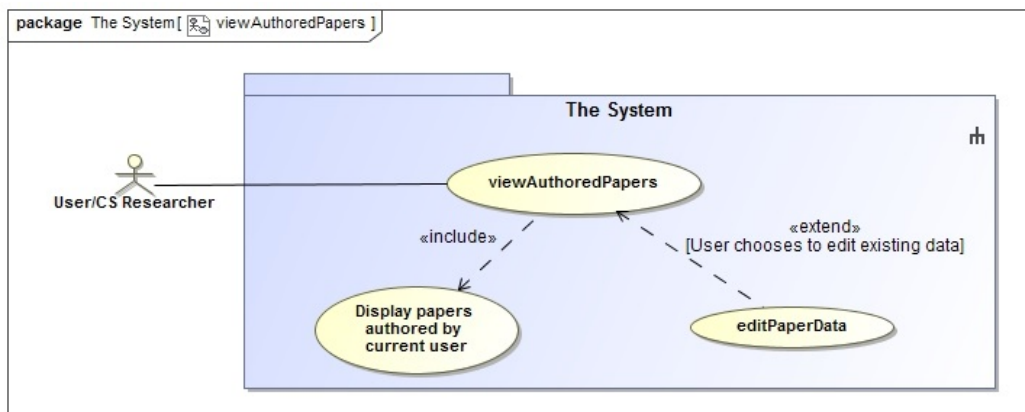 package The System[ viewAuthoredPapers ]
The System
User/CS Researcher
viewAuthoredPapers
«include»
«extend»
[User chooses to edit existing data]
Display papers
authored by
current user
editPaperData